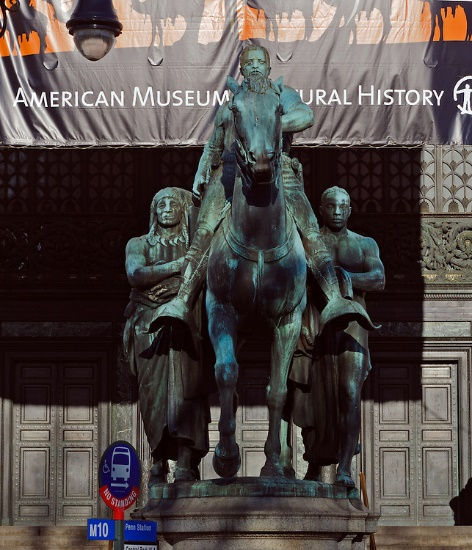 AMERICAN MUSEUM
URAL HISTORY
NO STANDING
M10
Penn Station